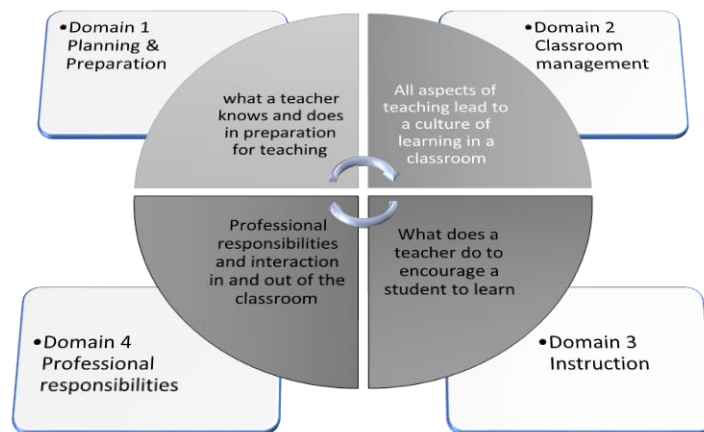 •Domain 1
Planning &
Preparation
•Domain 2
Classroom
management
what a teacher
knows and does
in preparation
for teaching
All aspects of
teaching lead to
a culture of
learning in a
classroom
Professional
responsibilities
and interaction
in and out of the
classroom
What does a
teacher do to
encourage a
student to learn
•Domain 4
Professional
responsibilities
•Domain 3
Instruction